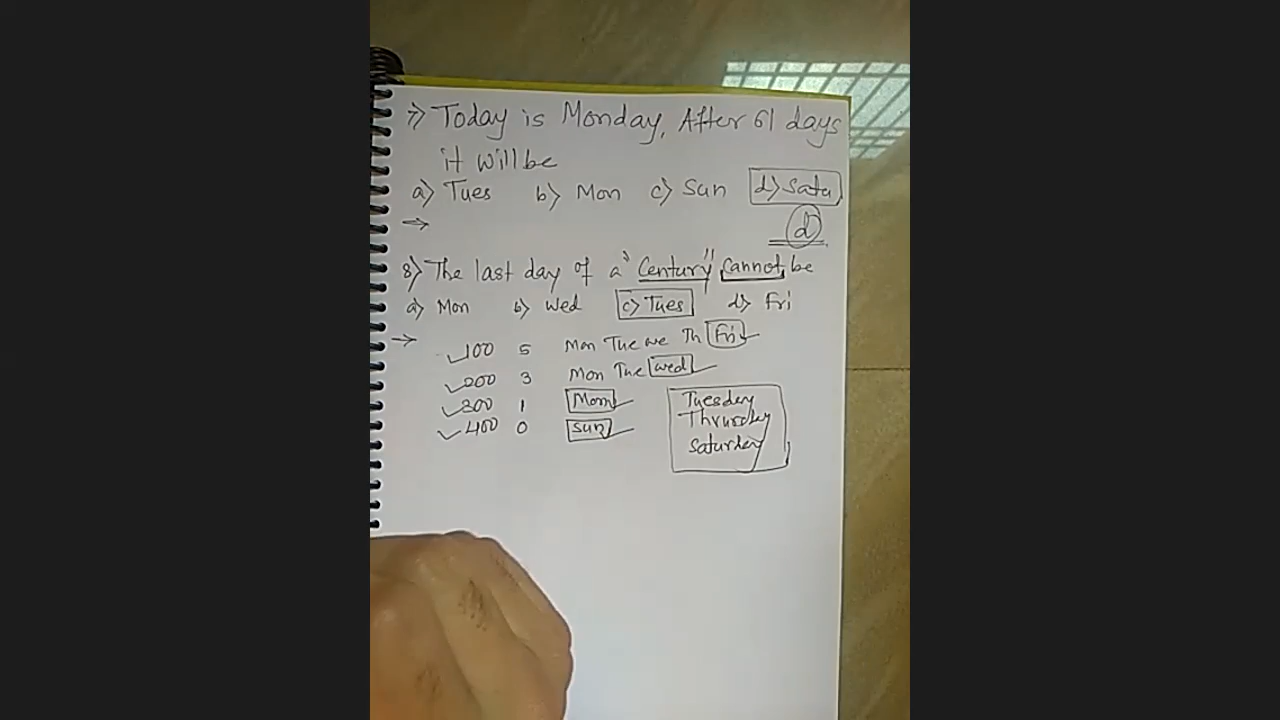 7) Today is Monday, After 61 days
it will be
a) Tues b) Mon c) Sun d) Satu
→ d
8) The last day of a "Century" cannot be
a) Mon b) Wed c) Tues d) Fri
→
100 5 Mon Tue we Th Fri
200 3 Mon Tue wed
300 1 Mon
400 0 Sun
Tuesday
Thrusday
Saturday